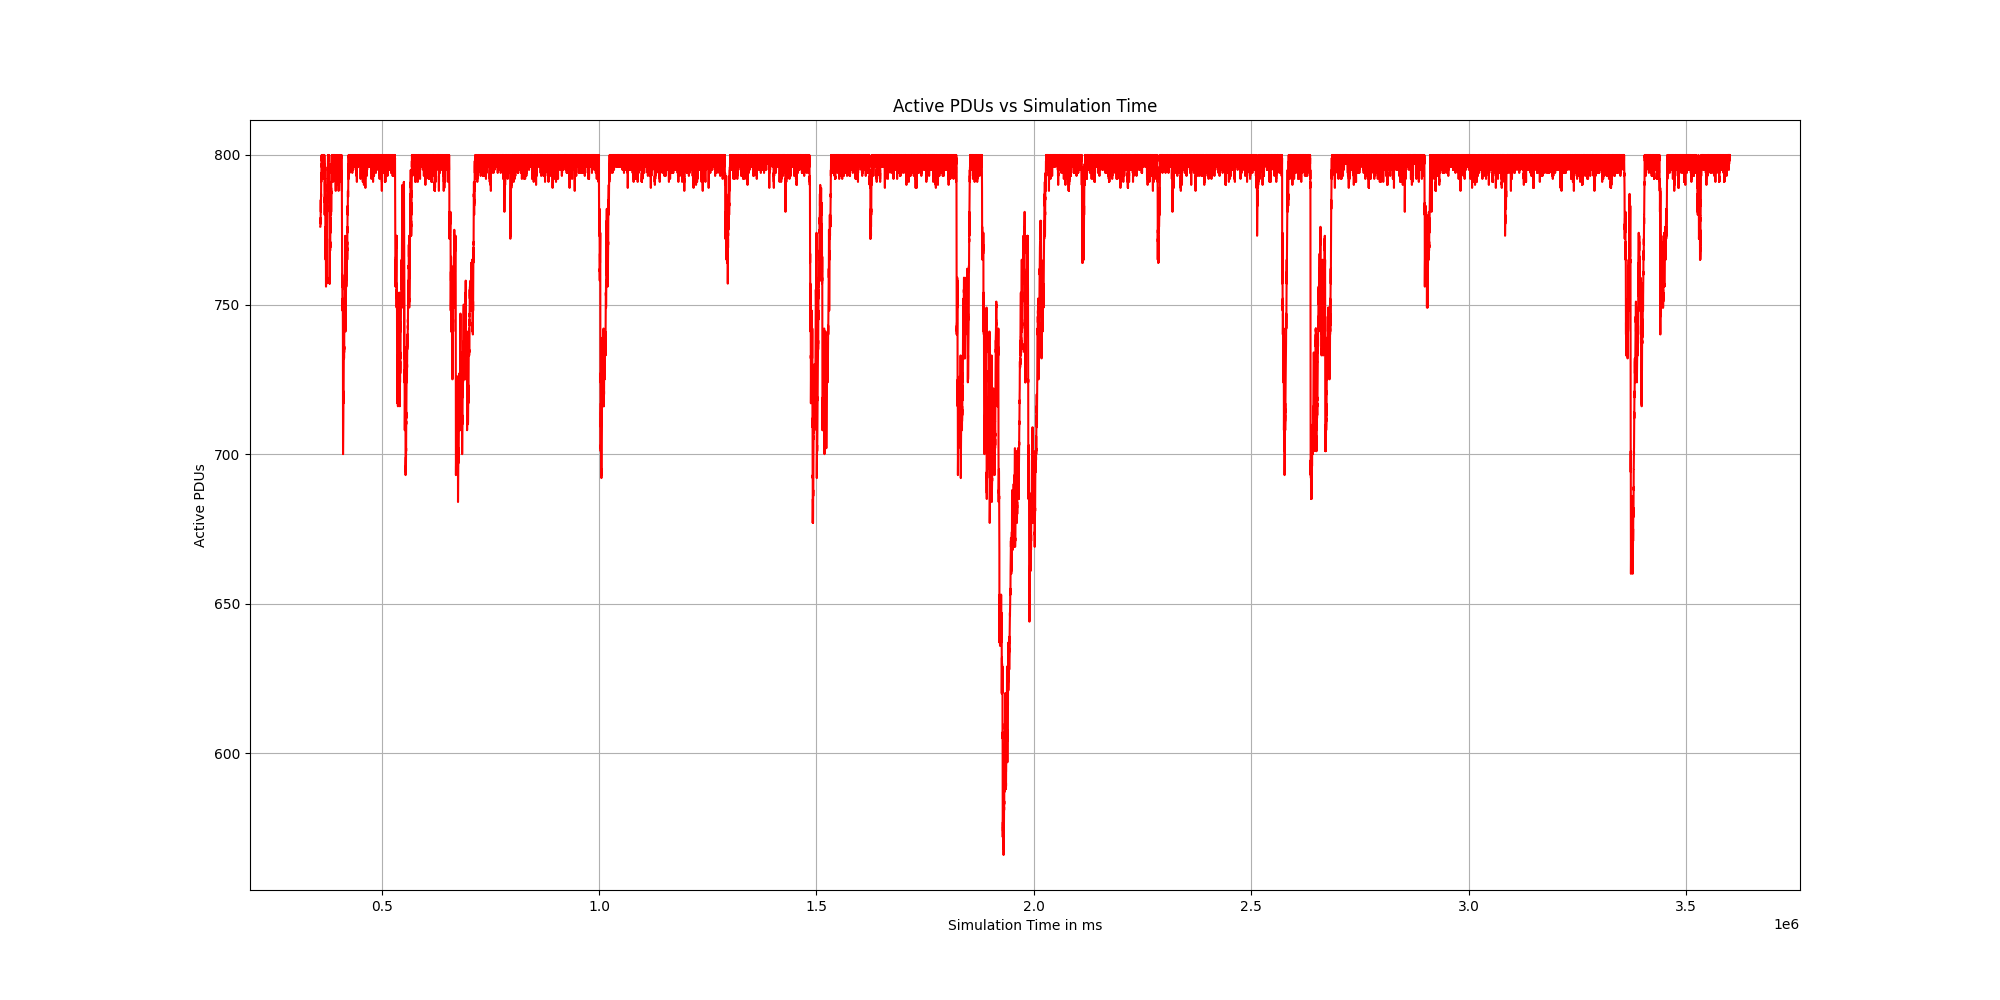 Active PDUs vs Simulation Time
800
750
700
650
600
Active PDUs
0.5 1.0 1.5 2.0 2.5 3.0 3.5
Simulation Time in ms
1e6